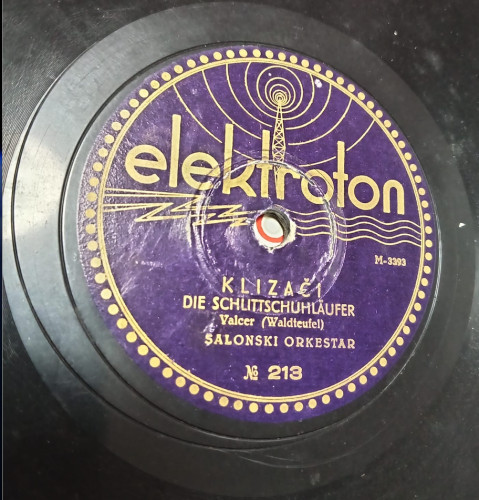 elektroton
M-3393
KLIZAČI
DIE SCHLITTSCHUHLÄUFER
Valcer (Waldteufel)
SALONSKI ORKESTAR
№ 213